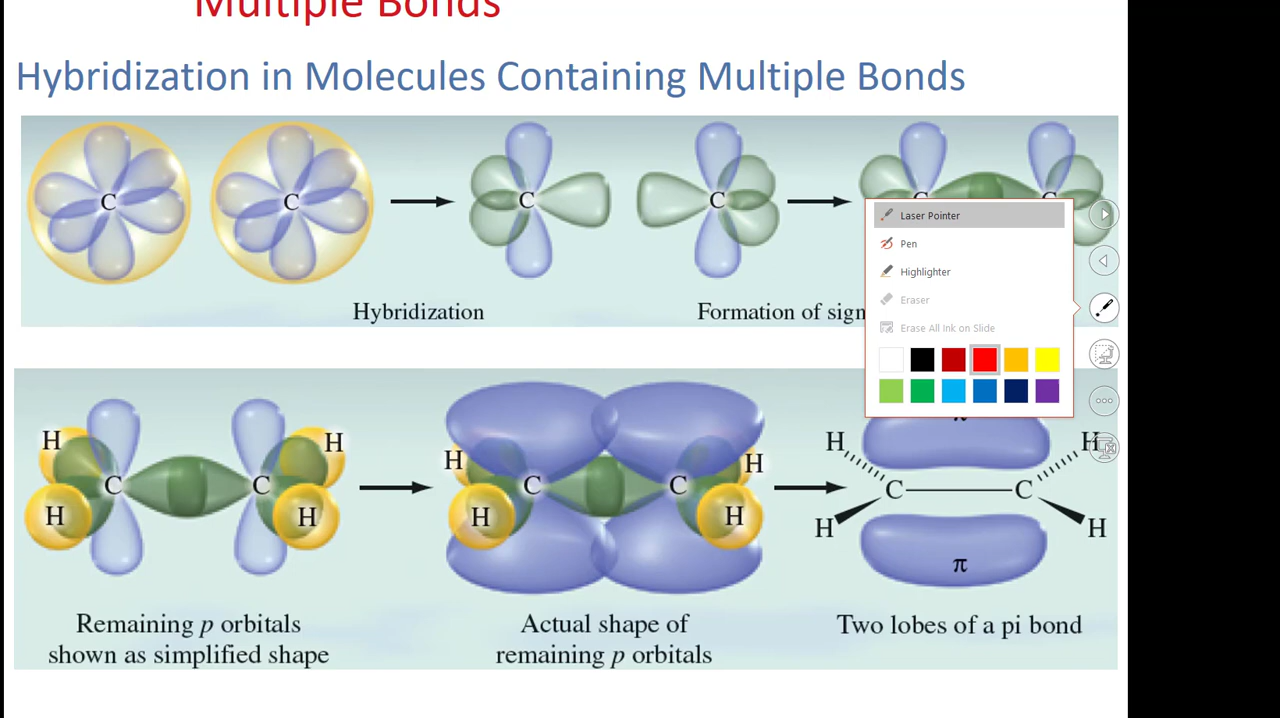 Multiple Bonds
Hybridization in Molecules Containing Multiple Bonds
C
C
C
C
C
C
Laser Pointer
Pen
Highlighter
Eraser
Erase All Ink on Slide
Hybridization
Formation of sign
H
H
C
C
H
H
H
H
C
C
H
H
π
H
H
C
C
H
H
π
Remaining p orbitals
shown as simplified shape
Actual shape of
remaining p orbitals
Two lobes of a pi bond